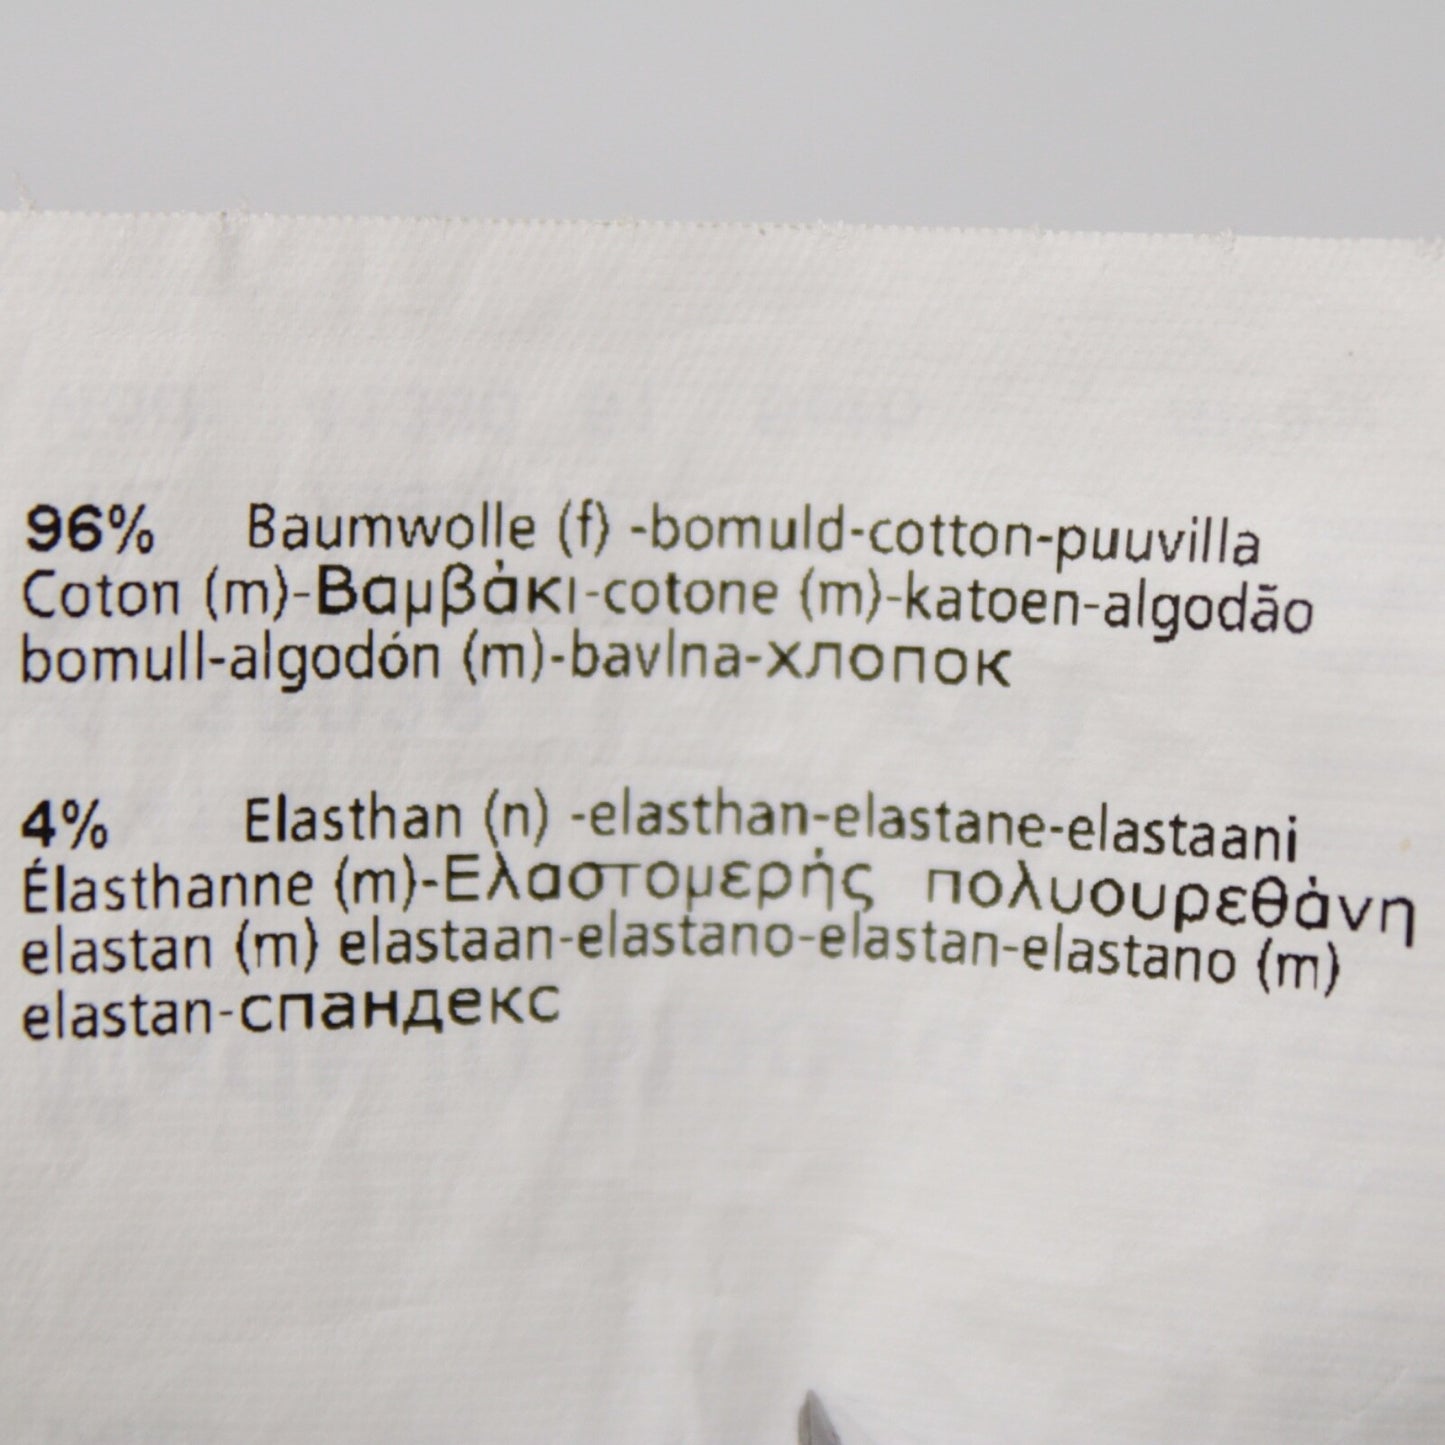 96% Baumwolle (f) -bomuld-cotton-puuvilla
Coton (m)-Βαμβάκι-cotone (m)-katoen-algodão
bomull-algodón (m)-bavlna-хлопок
4% Elasthan (n) -elasthan-elastane-elastaani
Élasthanne (m)-Ελαστομερής πολυουρεθάνη
elastan (m) elastaan-elastano-elastan-elastano (m)
elastan-спандекс